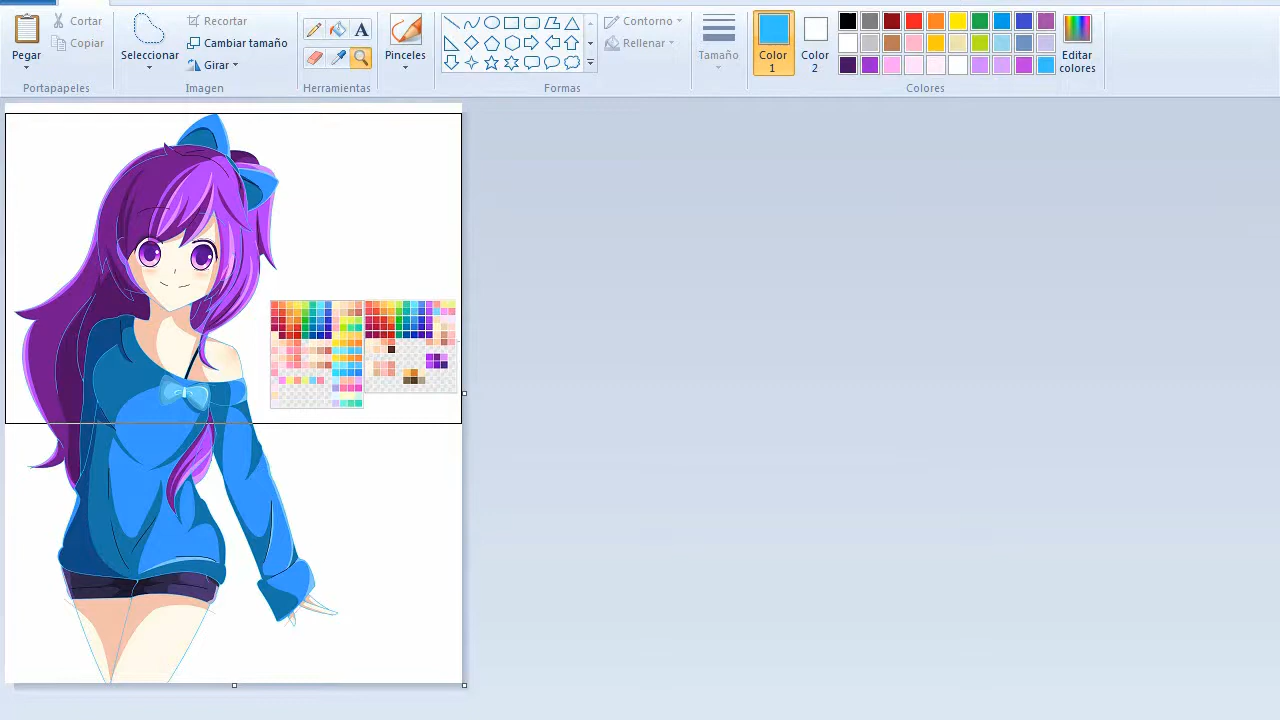 Pegar
Cortar
Copiar
Portapapeles
Seleccionar
Recortar
Cambiar tamaño
Girar
Imagen
A
Herramientas
Pinceles
Contorno
Rellenar
Formas
Tamaño
Color
1
Color
2
Editar
colores
Colores